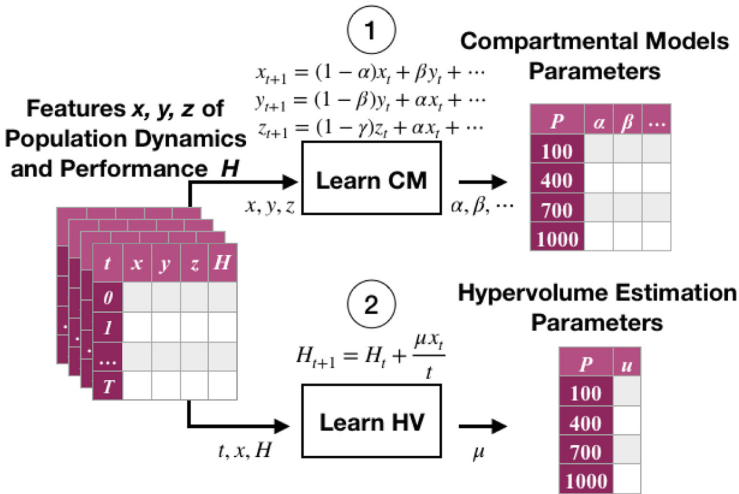 1
x_{t+1} = (1 − α)x_t + βy_t + ⋯
y_{t+1} = (1 − β)y_t + αx_t + ⋯
z_{t+1} = (1 − γ)z_t + αx_t + ⋯
Compartmental Models
Parameters
Features x, y, z of
Population Dynamics
and Performance H
Learn CM
x, y, z
α, β, ⋯
P α β ...
100
400
700
1000
t x y z H
0
1
...
T
2
H_{t+1} = H_t + μx_t / t
Hypervolume Estimation
Parameters
Learn HV
t, x, H
μ
P u
100
400
700
1000